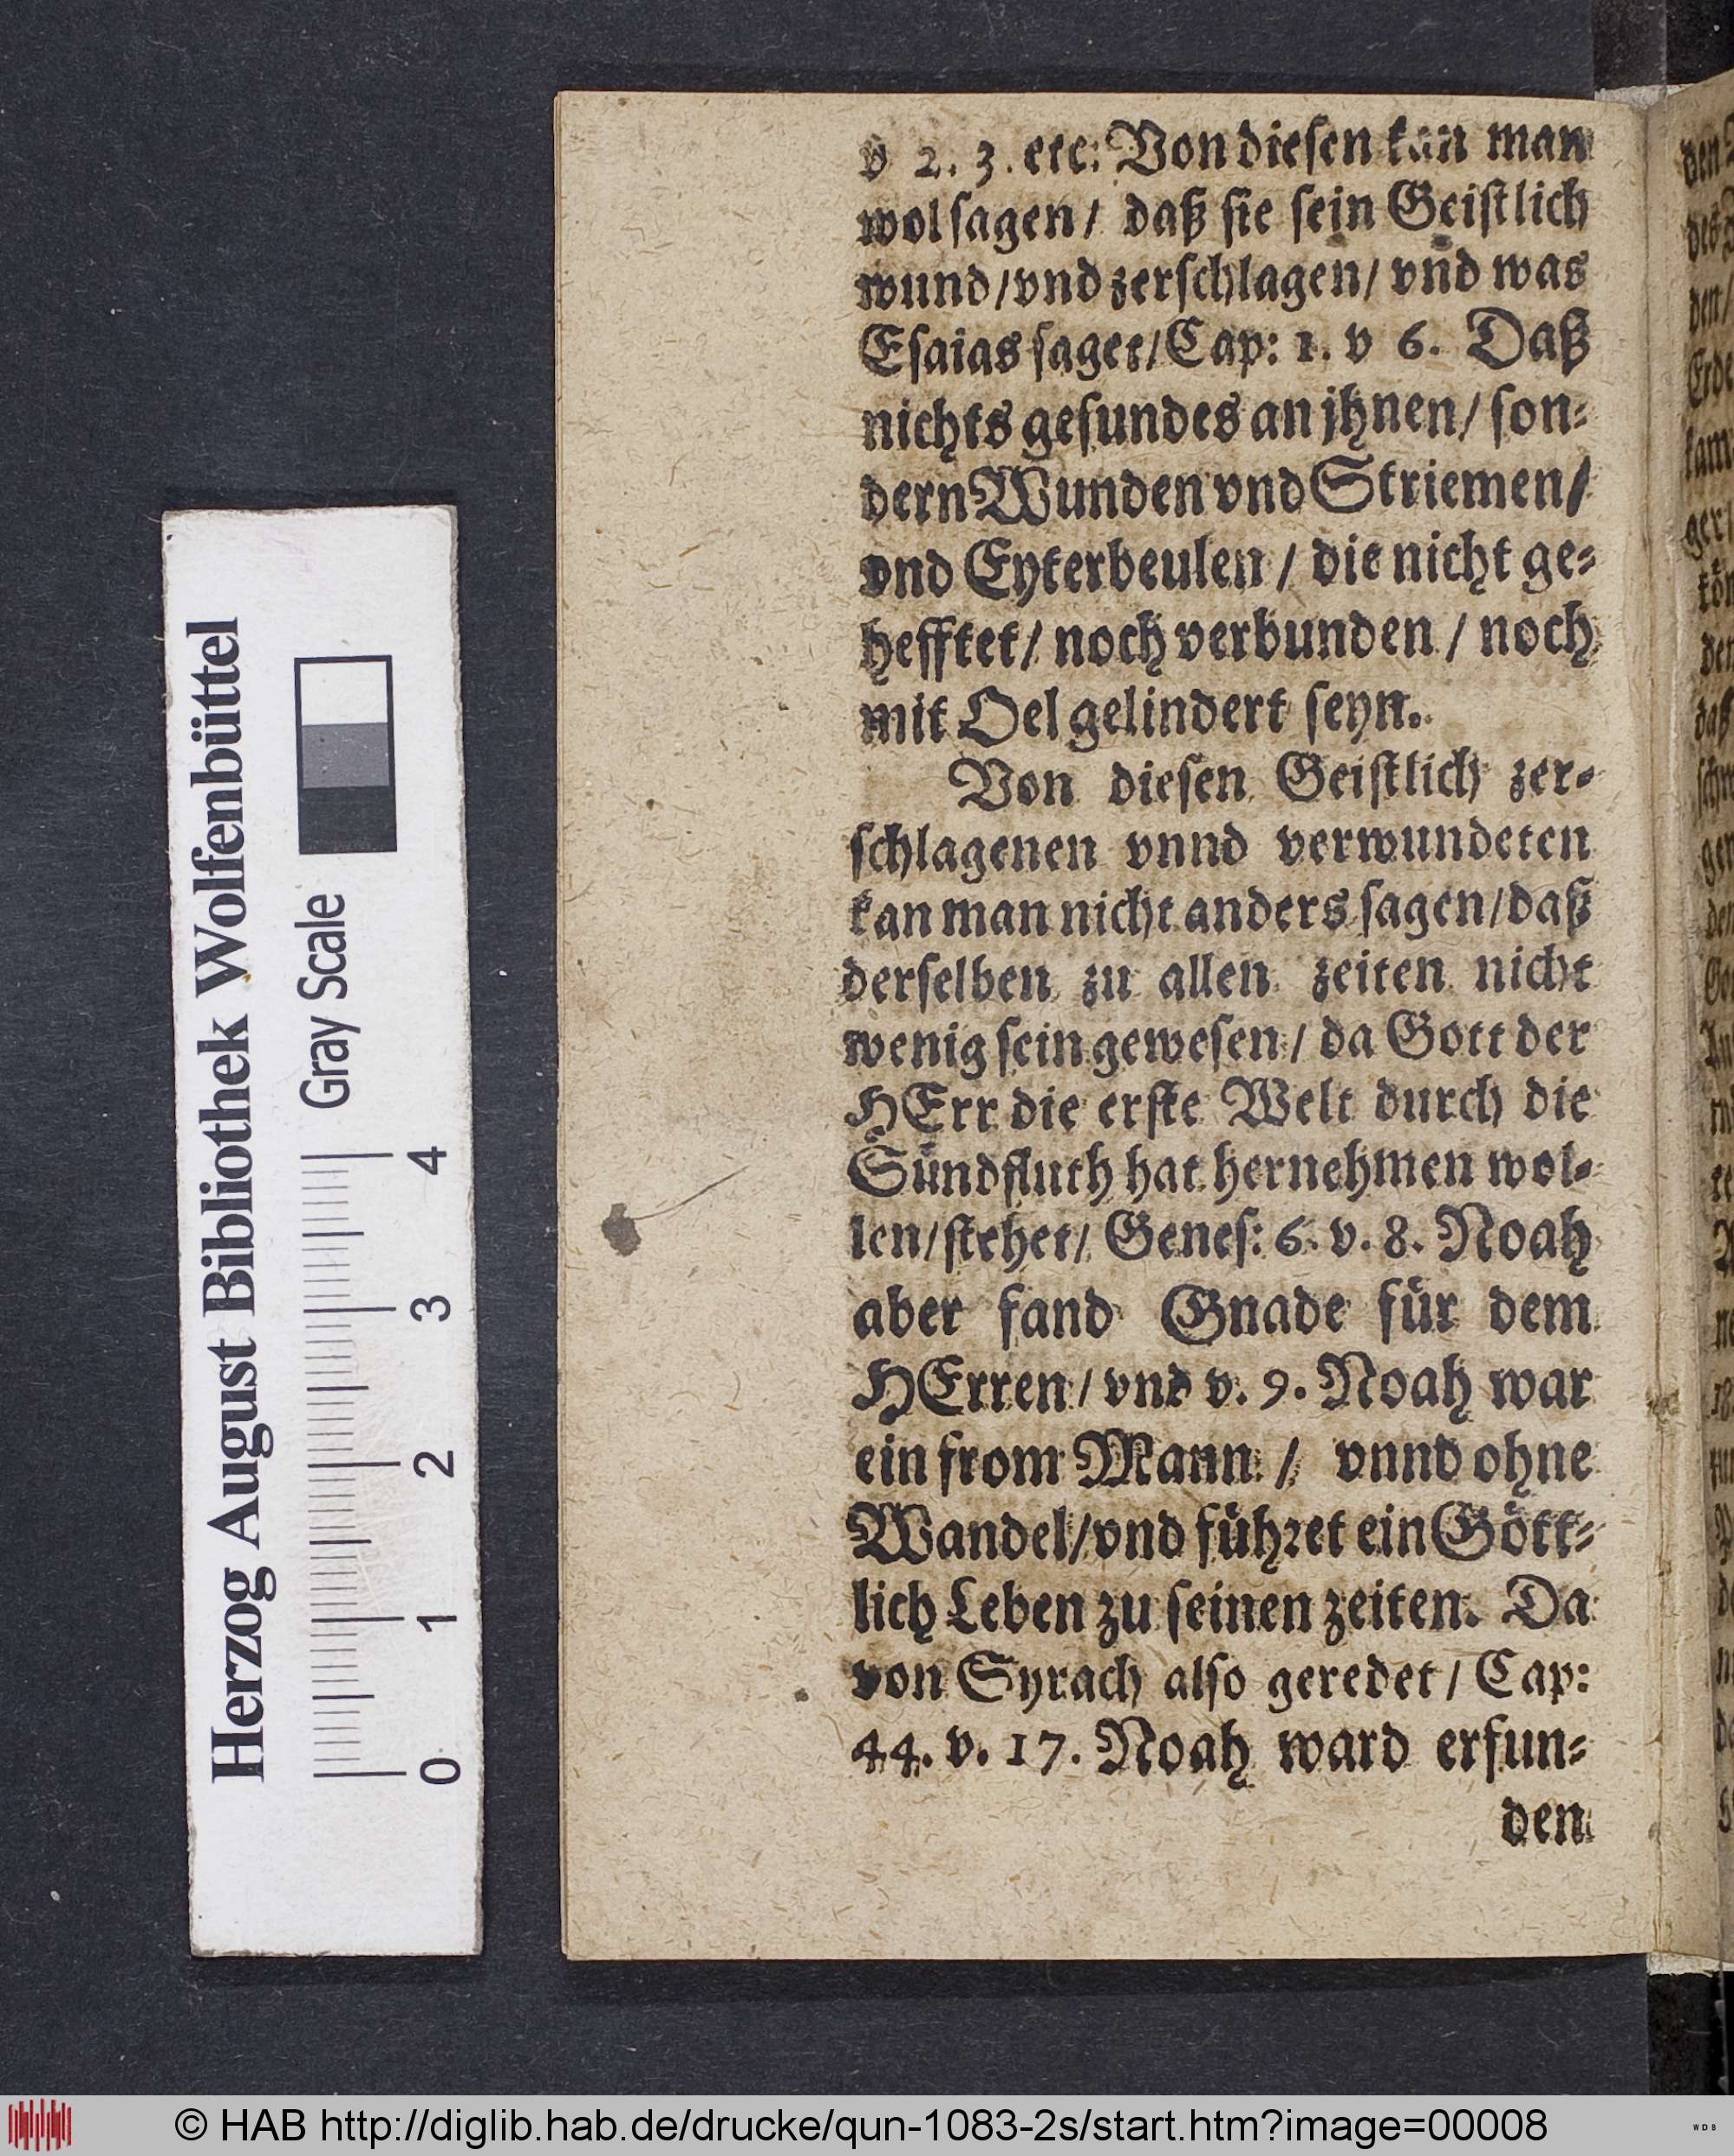 v 2. 3. etc: Von diesen kan man
wol sagen / daß sie sein Geistlich
wund / vnd zerschlagen / vnd was
Esaias saget / Cap: 1. v 6. Daß
nichts gesundes an jhnen / son⸗
dern Wunden vnd Striemen /
vnd Eyterbeulen / die nicht ge⸗
hefftet / noch verbunden / noch
mit Oel gelindert seyn.
Von diesen Geistlich zer⸗
schlagenen vnnd verwundeten
kan man nicht anders sagen / daß
derselben zu allen zeiten nicht
wenig sein gewesen / da Gott der
HErr die erste Welt durch die
Sündfluth hat hernehmen wol⸗
len / stehet / Genes: 6. v. 8. Noah
aber fand Gnade für dem
HErren / vnd v. 9. Noah war
ein from Mann / vnnd ohne
Wandel / vnd führet ein Gött⸗
lich Leben zu seinen zeiten. Da
von Syrach also geredet / Cap:
44. v. 17. Noah ward erfun⸗
den
Herzog August Bibliothek Wolfenbüttel
Gray Scale
0 1 2 3 4
© HAB http://diglib.hab.de/drucke/qun-1083-2s/start.htm?image=00008